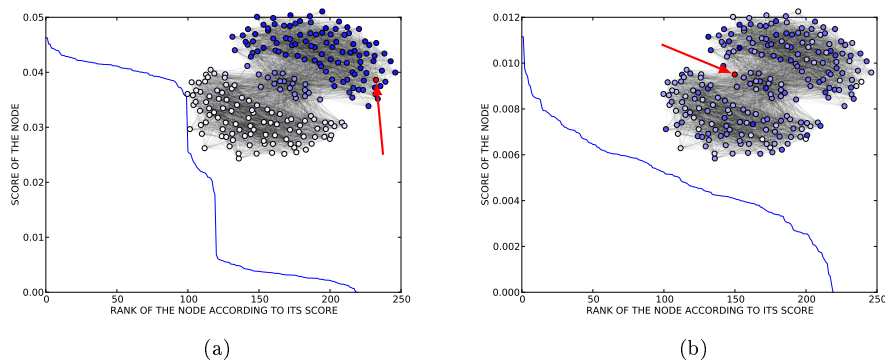 0.05
0.04
0.03
0.02
0.01
0.00
SCORE OF THE NODE
0 50 100 150 200 250
RANK OF THE NODE ACCORDING TO ITS SCORE
(a)
0.012
0.010
0.008
0.006
0.004
0.002
0.000
SCORE OF THE NODE
0 50 100 150 200 250
RANK OF THE NODE ACCORDING TO ITS SCORE
(b)